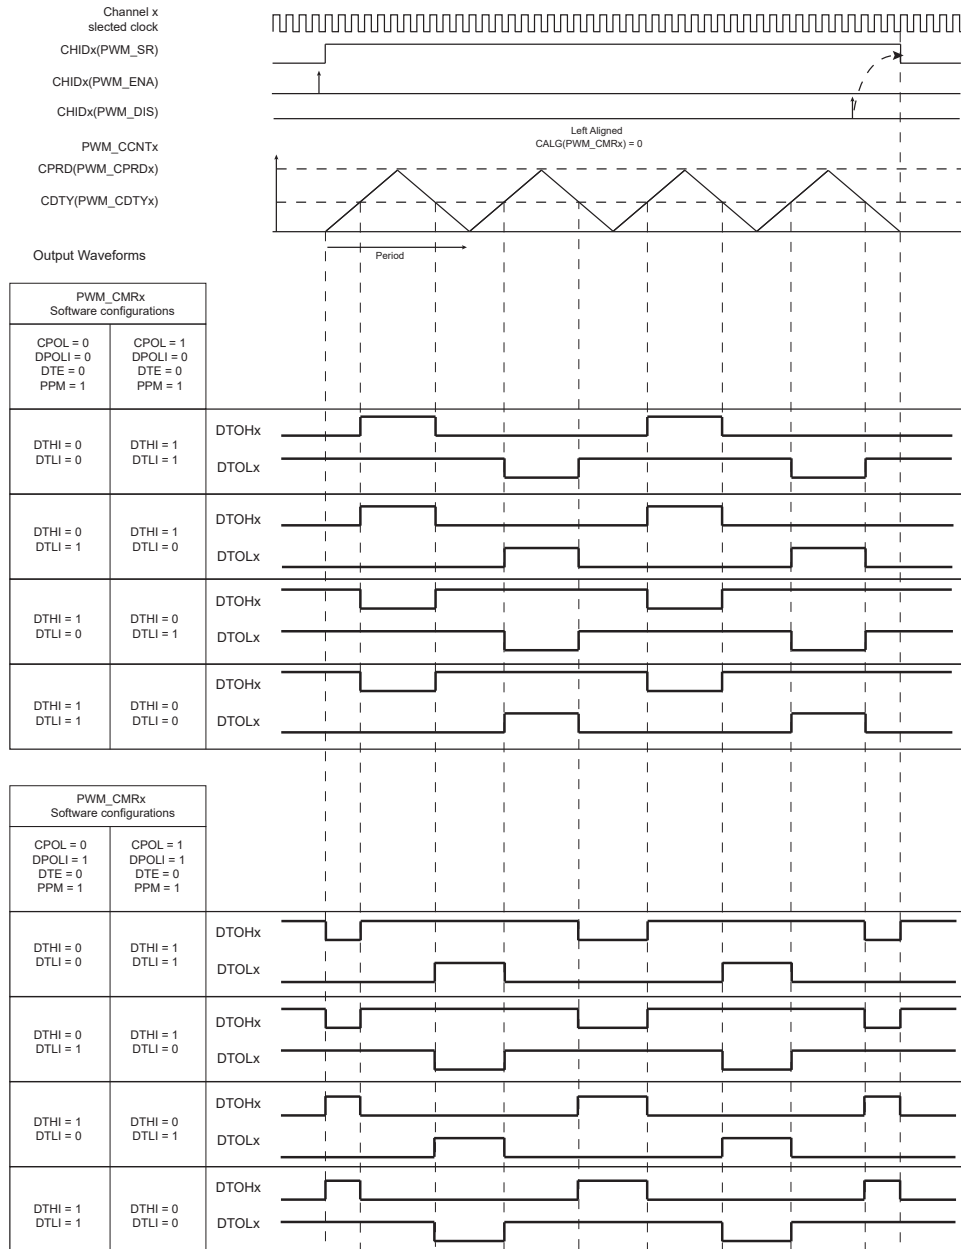 Channel x
slected clock
CHIDx(PWM_SR)
CHIDx(PWM_ENA)
CHIDx(PWM_DIS)
Left Aligned
CALG(PWM_CMRx) = 0
PWM_CCNTx
CPRD(PWM_CPRDx)
CDTY(PWM_CDTYx)
Period
Output Waveforms
PWM_CMRx
Software configurations
CPOL = 0 CPOL = 1
DPOLI = 0 DPOLI = 0
DTE = 0 DTE = 0
PPM = 1 PPM = 1
DTOHx
DTHI = 0 DTHI = 1
DTLI = 0 DTLI = 1
DTOLx
DTOHx
DTHI = 0 DTHI = 1
DTLI = 1 DTLI = 0
DTOLx
DTOHx
DTHI = 1 DTHI = 0
DTLI = 0 DTLI = 1
DTOLx
DTOHx
DTHI = 1 DTHI = 0
DTLI = 1 DTLI = 0
DTOLx
PWM_CMRx
Software configurations
CPOL = 0 CPOL = 1
DPOLI = 1 DPOLI = 1
DTE = 0 DTE = 0
PPM = 1 PPM = 1
DTOHx
DTHI = 0 DTHI = 1
DTLI = 0 DTLI = 1
DTOLx
DTOHx
DTHI = 0 DTHI = 1
DTLI = 1 DTLI = 0
DTOLx
DTOHx
DTHI = 1 DTHI = 0
DTLI = 0 DTLI = 1
DTOLx
DTOHx
DTHI = 1 DTHI = 0
DTLI = 1 DTLI = 0
DTOLx